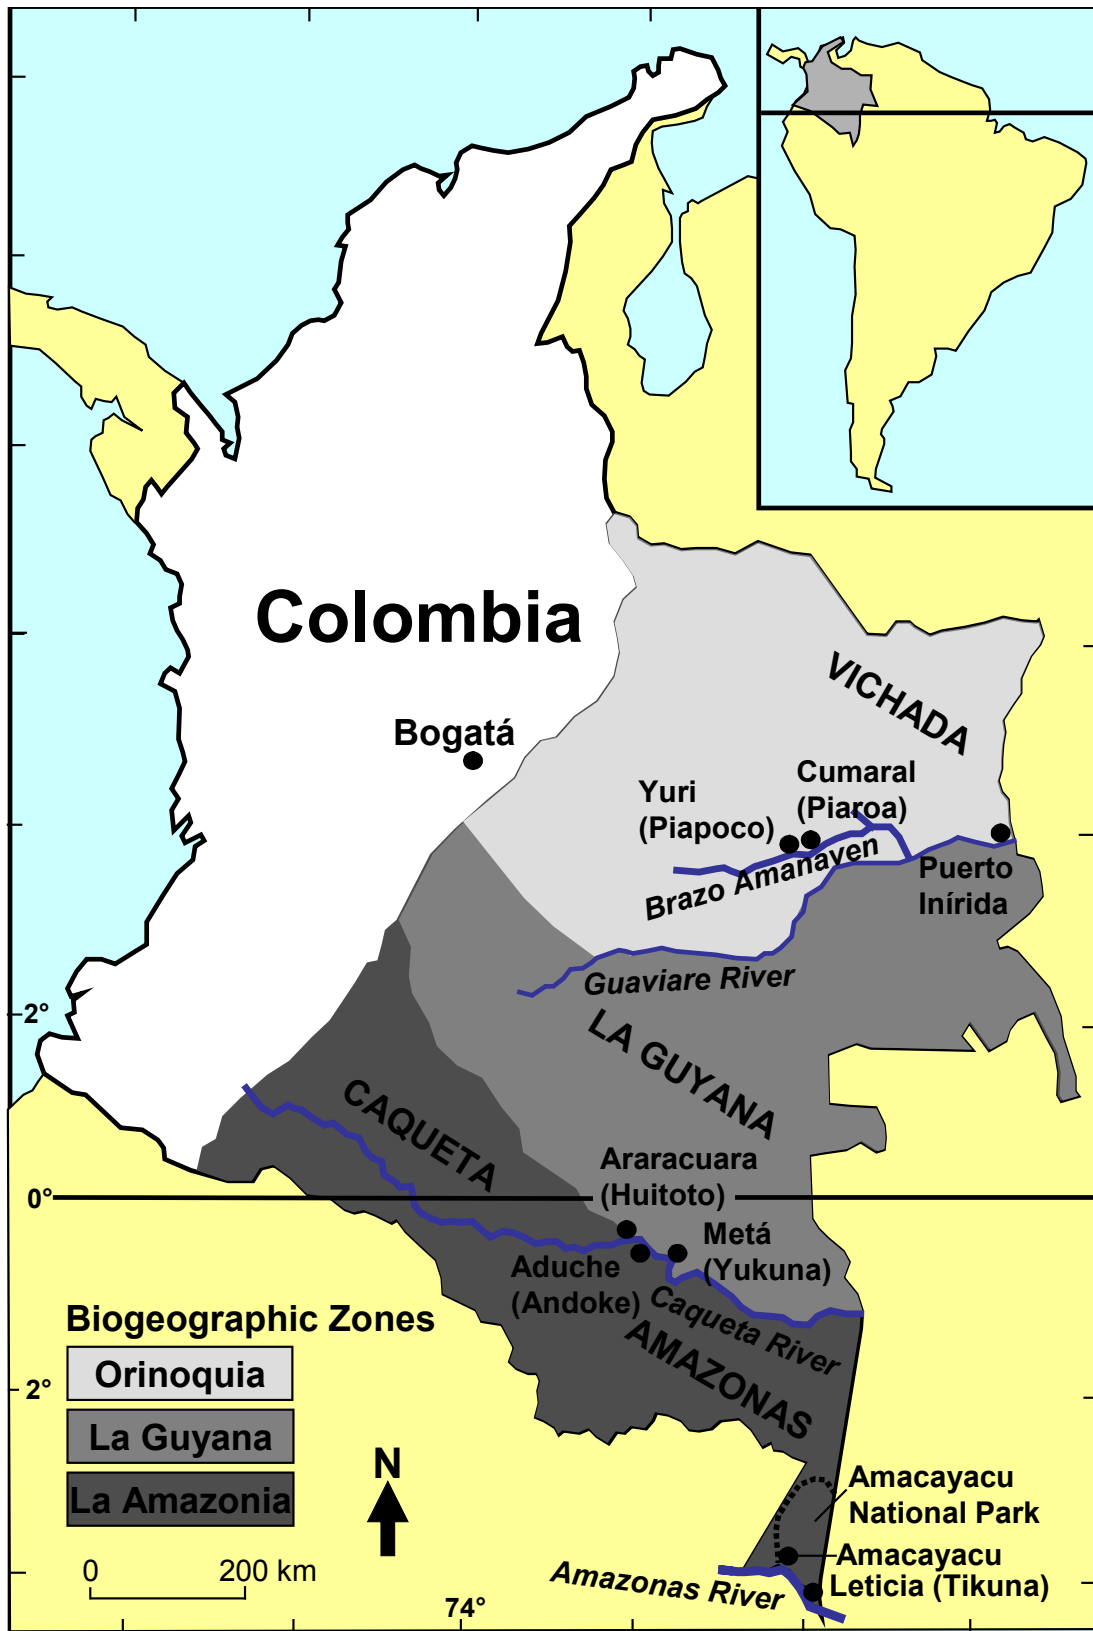 Colombia
Bogatá
VICHADA
Cumaral
(Piaroa)
Yuri
(Piapoco)
Brazo Amanaven
Puerto
Inírida
Guaviare River
2°
LA GUYANA
CAQUETA
Araracuara
(Huitoto)
0°
Metá
(Yukuna)
Aduche
(Andoke)
Caqueta River
AMAZONAS
Biogeographic Zones
Orinoquia
La Guyana
La Amazonia
2°
N
0
200 km
Amacayacu
National Park
Amacayacu
Leticia (Tikuna)
Amazonas River
74°